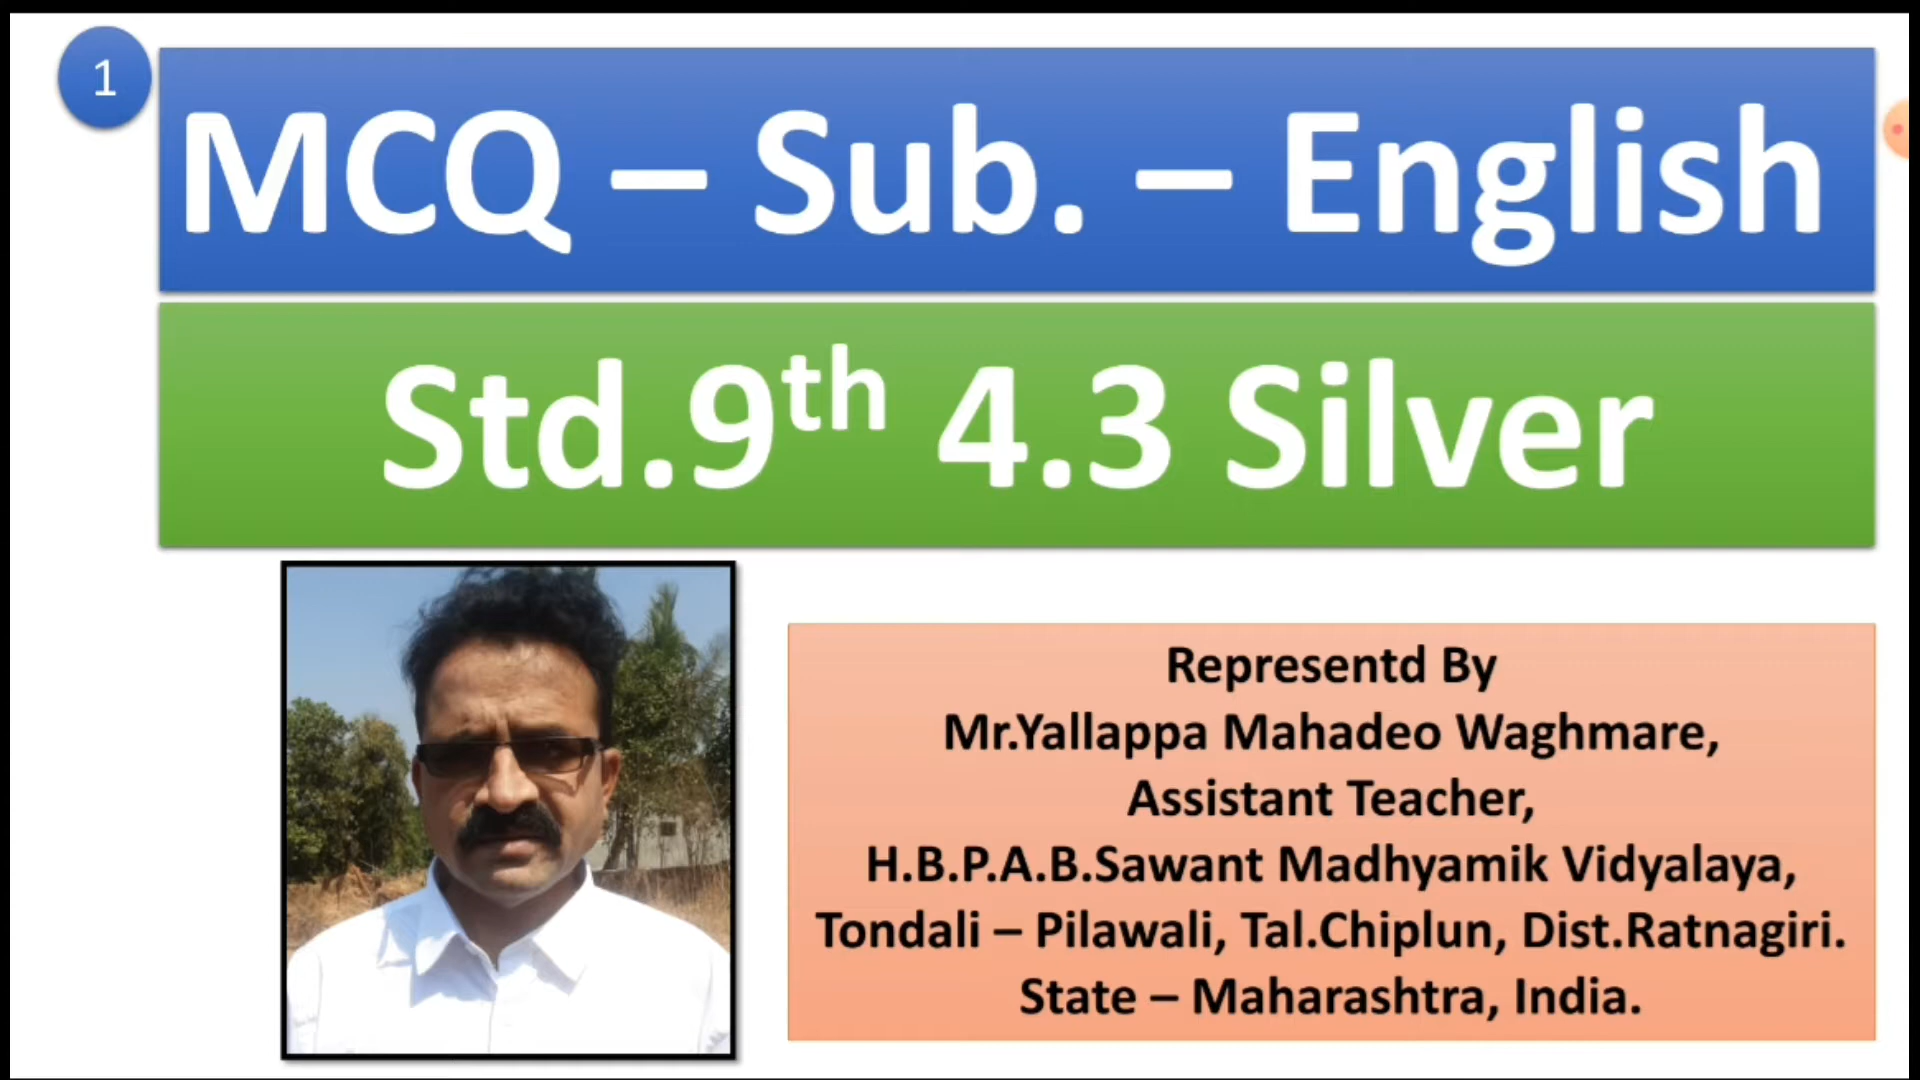 1
MCQ – Sub. – English
Std.9th 4.3 Silver
Representd By
Mr.Yallappa Mahadeo Waghmare,
Assistant Teacher,
H.B.P.A.B.Sawant Madhyamik Vidyalaya,
Tondali – Pilawali, Tal.Chiplun, Dist.Ratnagiri.
State – Maharashtra, India.